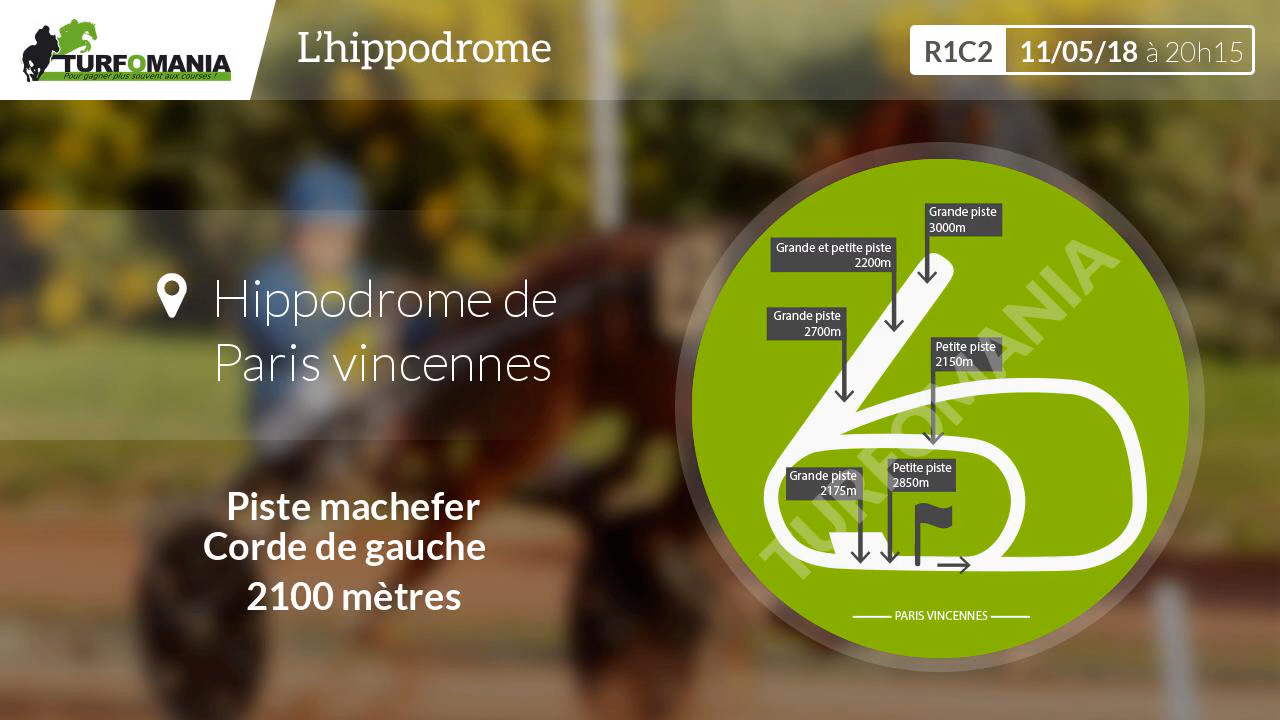 TURFOMANIA
Pour gagner plus souvent aux courses !
L'hippodrome
R1C2
11/05/18 à 20h15
Hippodrome de
Paris vincennes
Piste machefer
Corde de gauche
2100 mètres
Grande piste
3000m
Grande et petite piste
2200m
Grande piste
2700m
Petite piste
2150m
Grande piste
2175m
Petite piste
2850m
TURFOMANIA
PARIS VINCENNES